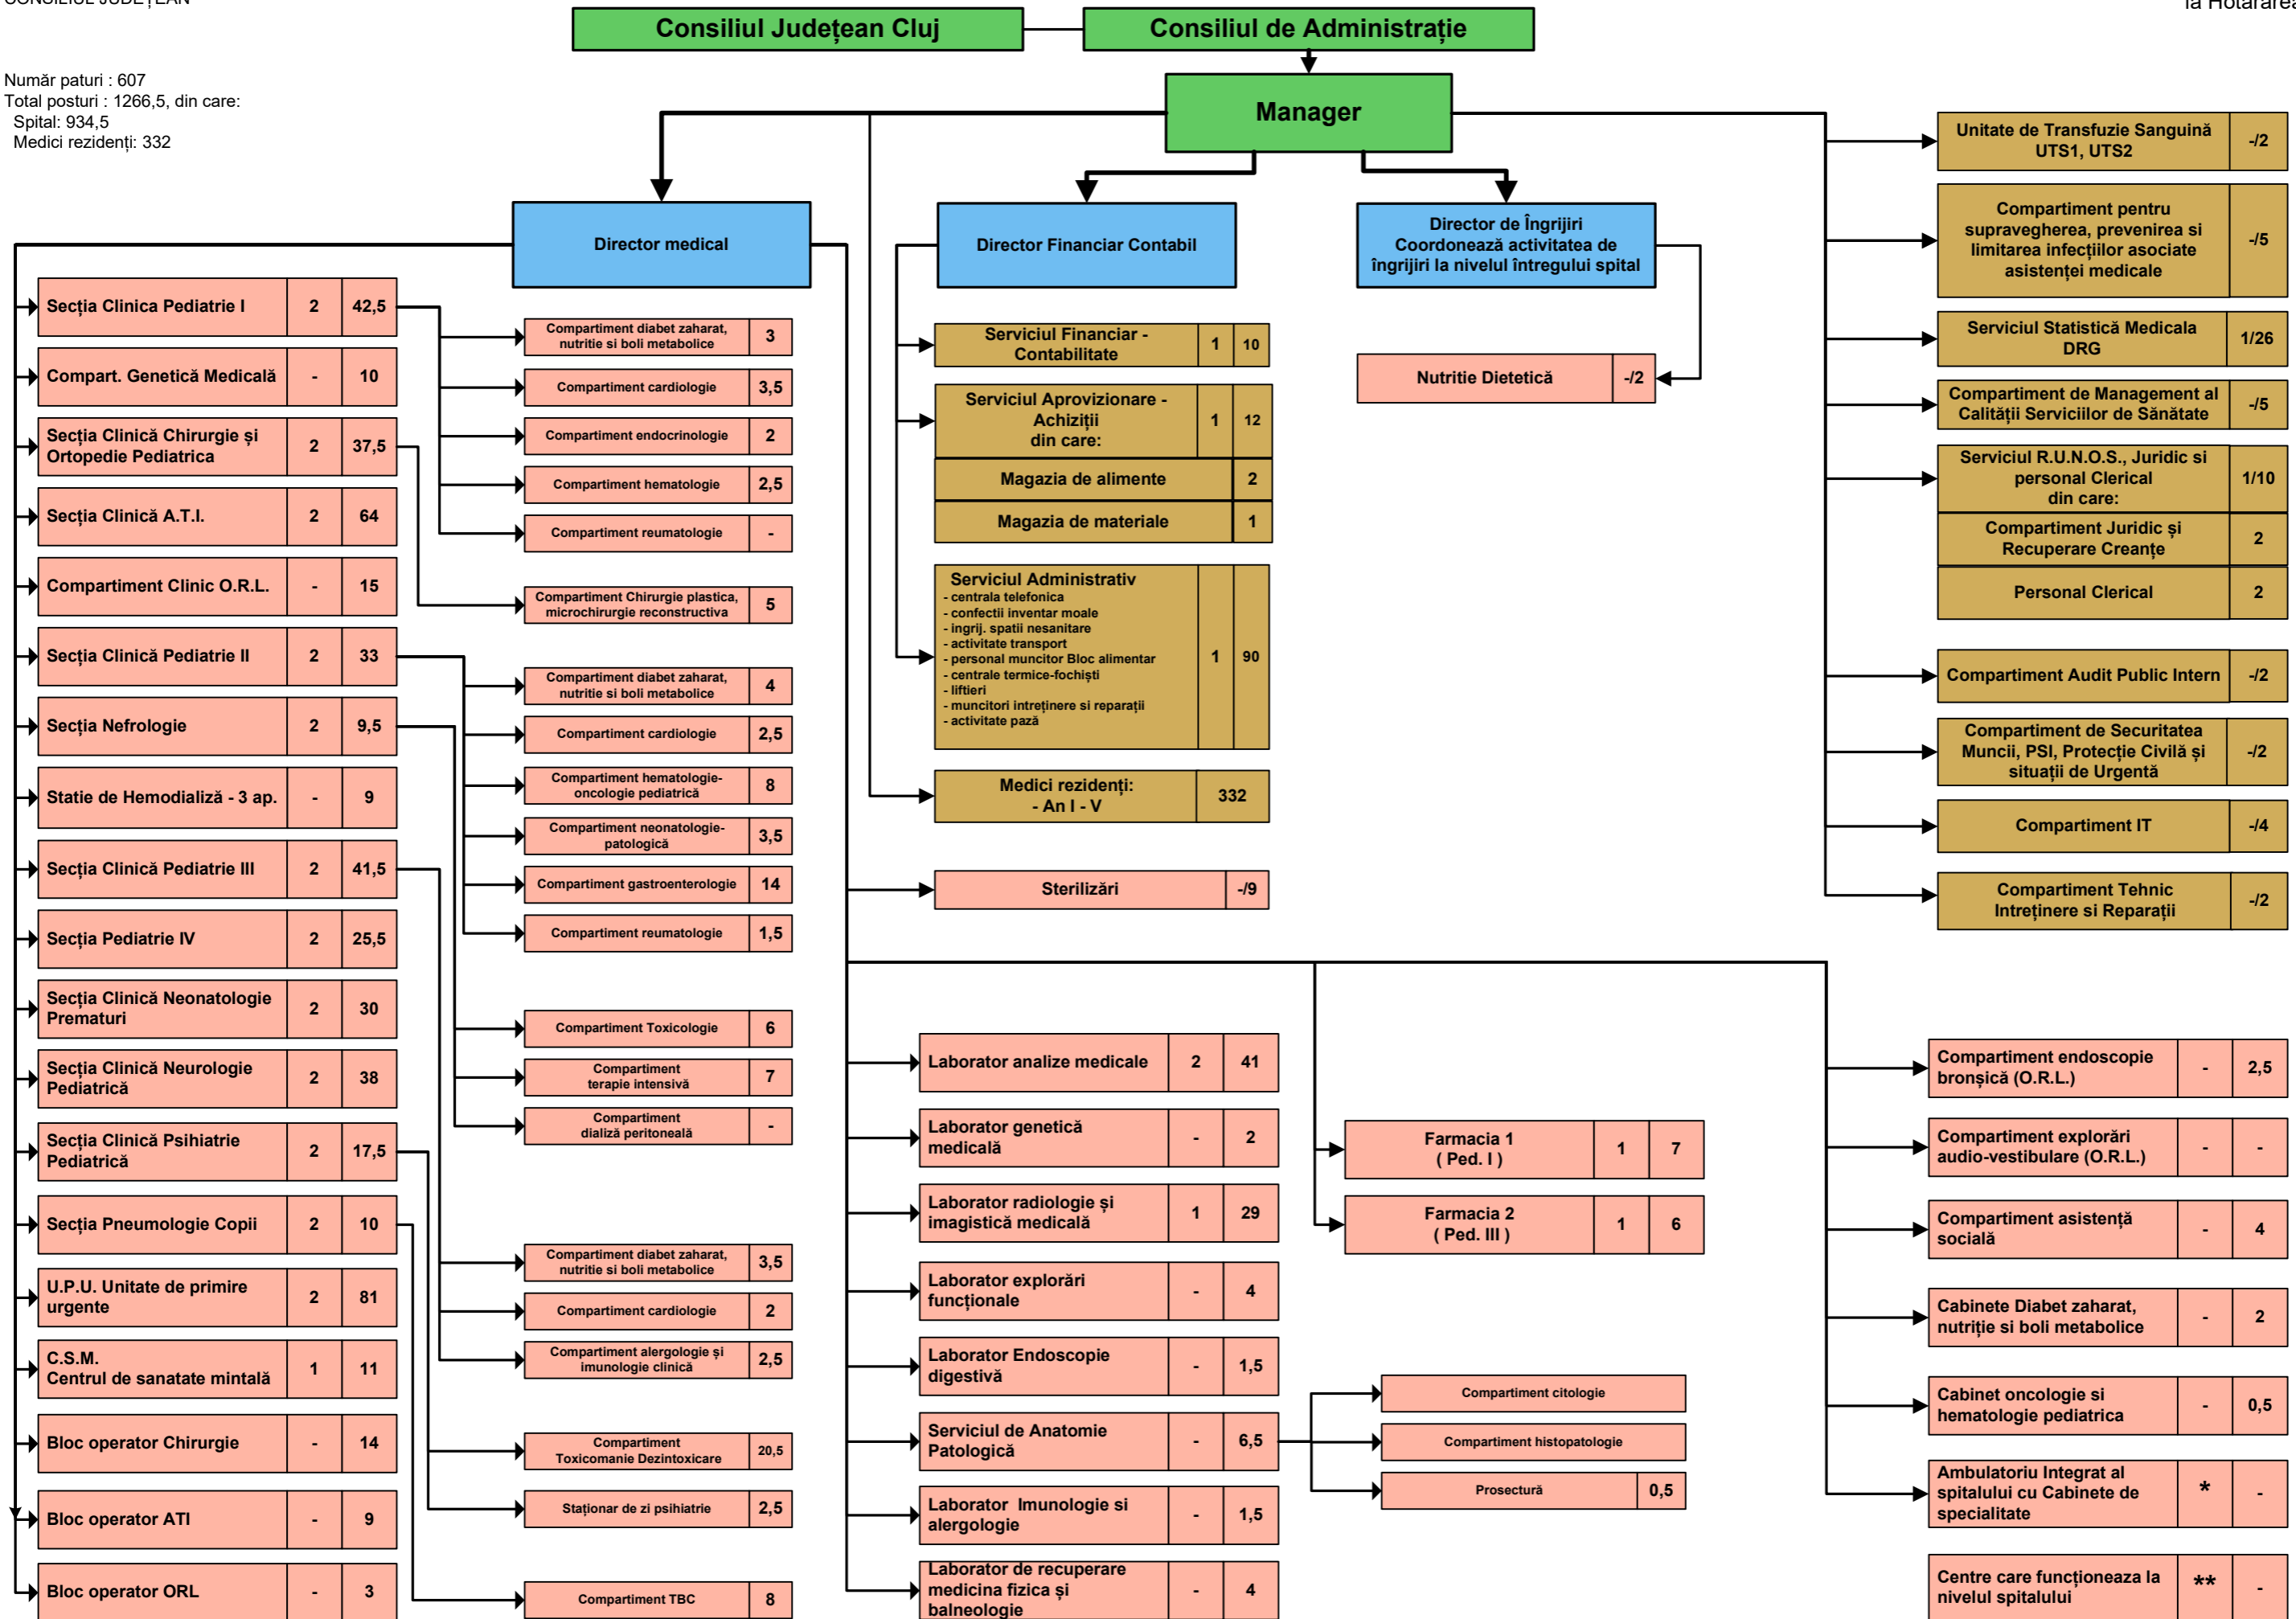 CONSILIUL JUDEȚEAN
la Hotărârea
Consiliul Județean Cluj
Consiliul de Administrație
Număr paturi : 607
Total posturi : 1266,5, din care:
Spital: 934,5
Medici rezidenți: 332
Manager
Director medical
Director Financiar Contabil
Director de Îngrijiri
Coordonează activitatea de
îngrijiri la nivelul întregului spital
Secția Clinica Pediatrie I 2 42,5
Compart. Genetică Medicală - 10
Secția Clinică Chirurgie și
Ortopedie Pediatrica 2 37,5
Secția Clinică A.T.I. 2 64
Compartiment Clinic O.R.L. - 15
Secția Clinică Pediatrie II 2 33
Secția Nefrologie 2 9,5
Statie de Hemodializă - 3 ap. - 9
Secția Clinică Pediatrie III 2 41,5
Secția Pediatrie IV 2 25,5
Secția Clinică Neonatologie
Prematuri 2 30
Secția Clinică Neurologie
Pediatrică 2 38
Secția Clinică Psihiatrie
Pediatrică 2 17,5
Secția Pneumologie Copii 2 10
U.P.U. Unitate de primire
urgente 2 81
C.S.M.
Centrul de sanatate mintală 1 11
Bloc operator Chirurgie - 14
Bloc operator ATI - 9
Bloc operator ORL - 3
Compartiment diabet zaharat,
nutritie si boli metabolice 3
Compartiment cardiologie 3,5
Compartiment endocrinologie 2
Compartiment hematologie 2,5
Compartiment reumatologie -
Compartiment Chirurgie plastica,
microchirurgie reconstructiva 5
Compartiment diabet zaharat,
nutritie si boli metabolice 4
Compartiment cardiologie 2,5
Compartiment hematologie-
oncologie pediatrică 8
Compartiment neonatologie-
patologică 3,5
Compartiment gastroenterologie 14
Compartiment reumatologie 1,5
Compartiment Toxicologie 6
Compartiment
terapie intensivă 7
Compartiment
dializă peritoneală -
Compartiment diabet zaharat,
nutritie si boli metabolice 3,5
Compartiment cardiologie 2
Compartiment alergologie și
imunologie clinică 2,5
Compartiment
Toxicomanie Dezintoxicare 20,5
Staționar de zi psihiatrie 2,5
Compartiment TBC 8
Serviciul Financiar -
Contabilitate 1 10
Serviciul Aprovizionare -
Achiziții
din care: 1 12
Magazia de alimente 2
Magazia de materiale 1
Serviciul Administrativ
- centrala telefonica
- confectii inventar moale
- ingrij. spatii nesanitare
- activitate transport
- personal muncitor Bloc alimentar 1 90
- centrale termice-fochiști
- liftieri
- muncitori intreținere si reparații
- activitate pază
Medici rezidenți:
- An I - V 332
Sterilizări -/9
Nutritie Dietetică -/2
Laborator analize medicale 2 41
Laborator genetică
medicală - 2
Laborator radiologie și
imagistică medicală 1 29
Laborator explorări
funcționale - 4
Laborator Endoscopie
digestivă - 1,5
Serviciul de Anatomie
Patologică - 6,5
Laborator Imunologie si
alergologie - 1,5
Laborator de recuperare
medicina fizica și
balneologie - 4
Farmacia 1
( Ped. I ) 1 7
Farmacia 2
( Ped. III ) 1 6
Compartiment citologie
Compartiment histopatologie
Prosectură 0,5
Unitate de Transfuzie Sanguină
UTS1, UTS2 -/2
Compartiment pentru
supravegherea, prevenirea si
limitarea infecțiilor asociate
asistenței medicale -/5
Serviciul Statistică Medicala
DRG 1/26
Compartiment de Management al
Calității Serviciilor de Sănătate -/5
Serviciul R.U.N.O.S., Juridic si
personal Clerical
din care: 1/10
Compartiment Juridic și
Recuperare Creanțe 2
Personal Clerical 2
Compartiment Audit Public Intern -/2
Compartiment de Securitatea
Muncii, PSI, Protecție Civilă și
situații de Urgentă -/2
Compartiment IT -/4
Compartiment Tehnic
Intreținere si Reparații -/2
Compartiment endoscopie
bronșică (O.R.L.) - 2,5
Compartiment explorări
audio-vestibulare (O.R.L.) - -
Compartiment asistență
socială - 4
Cabinete Diabet zaharat,
nutriție si boli metabolice - 2
Cabinet oncologie si
hematologie pediatrica - 0,5
Ambulatoriu Integrat al
spitalului cu Cabinete de
specialitate * -
Centre care funcționeaza la
nivelul spitalului ** -